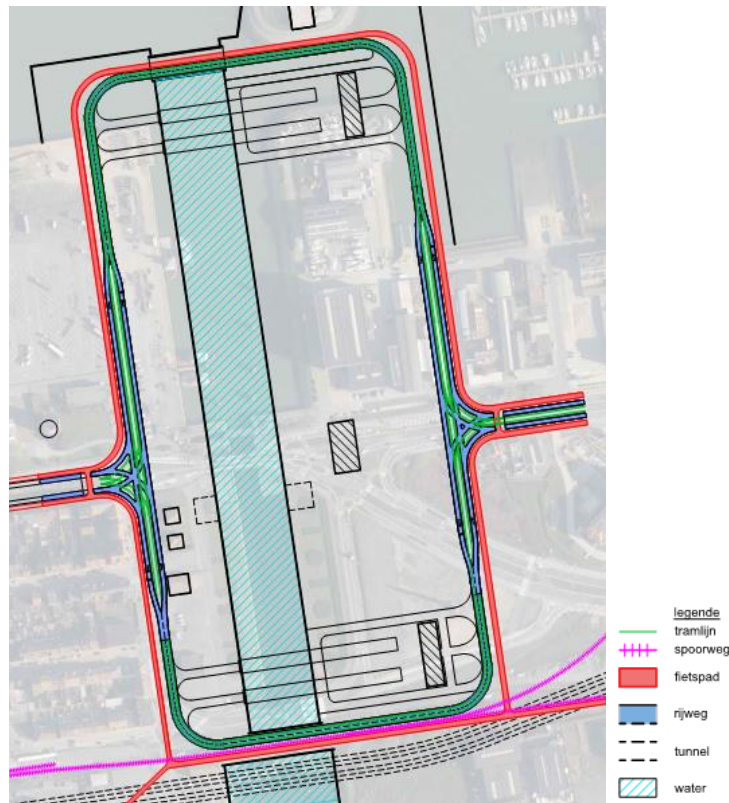 legende
tramlijn
spoorweg
fietspad
rijweg
tunnel
water